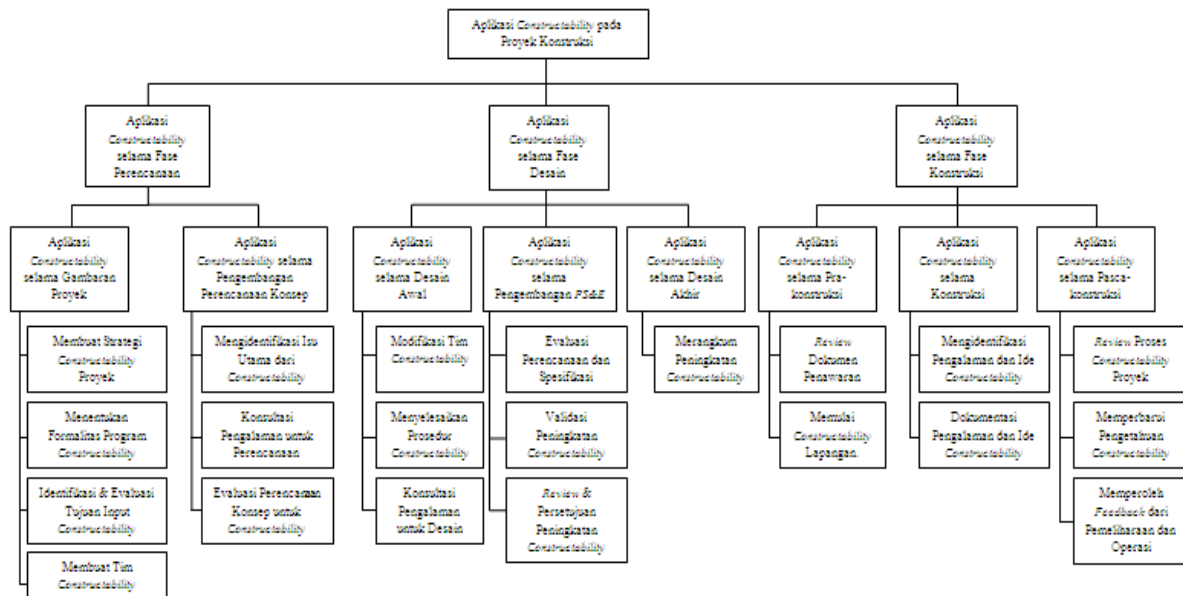 Aplikasi Constructability pada
Proyek Konstruksi
Aplikasi
Constructability
selama Fase
Perencanaan
Aplikasi
Constructability
selama Fase
Desain
Aplikasi
Constructability
selama Fase
Konstruksi
Aplikasi
Constructability
selama Gambaran
Proyek
Aplikasi
Constructability selama
Pengembangan
Perencanaan Konsep
Aplikasi
Constructability
selama Desain
Awal
Aplikasi
Constructability
selama
Pengembangan PS&E
Aplikasi
Constructability
selama Desain
Akhir
Aplikasi
Constructability
selama Pra-
konstruksi
Aplikasi
Constructability
selama
Konstruksi
Aplikasi
Constructability
selama Pasca-
konstruksi
Membuat Strategi
Constructability
Proyek
Menentukan
Formalitas Program
Constructability
Identifikasi & Evaluasi
Tujuan Input
Constructability
Membuat Tim
Constructability
Mengidentifikasi Isu
Utama dari
Constructability
Konsultasi
Pengalaman untuk
Perencanaan
Evaluasi Perencanaan
Konsep untuk
Constructability
Modifikasi Tim
Constructability
Menyelesaikan
Prosedur
Constructability
Konsultasi
Pengalaman
untuk Desain
Evaluasi
Perencanaan dan
Spesifikasi
Validasi
Peningkatan
Constructability
Review &
Persetujuan
Peningkatan
Constructability
Merangkum
Peningkatan
Constructability
Review
Dokumen
Penawaran
Memulai
Constructability
Lapangan.
Mengidentifikasi
Pengalaman dan Ide
Constructability
Dokumentasi
Pengalaman dan Ide
Constructability
Review Proses
Constructability
Proyek
Memperbarui
Pengetahuan
Constructability
Memperoleh
Feedback dari
Pemeliharaan dan
Operasi